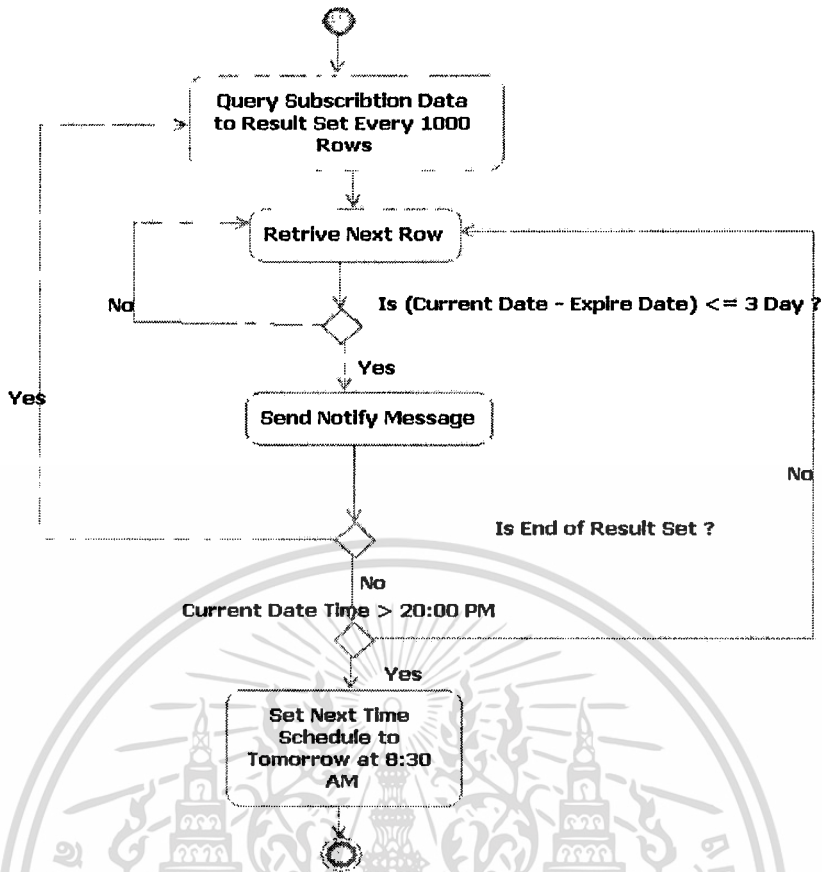 Query Subscribtion Data
to Result Set Every 1000
Rows
Retrive Next Row
No
Is (Current Date - Expire Date) <= 3 Day ?
Yes
Yes
Send Notify Message
No
Is End of Result Set ?
No
Current Date Time > 20:00 PM
Yes
Set Next Time
Schedule to
Tomorrow at 8:30
AM